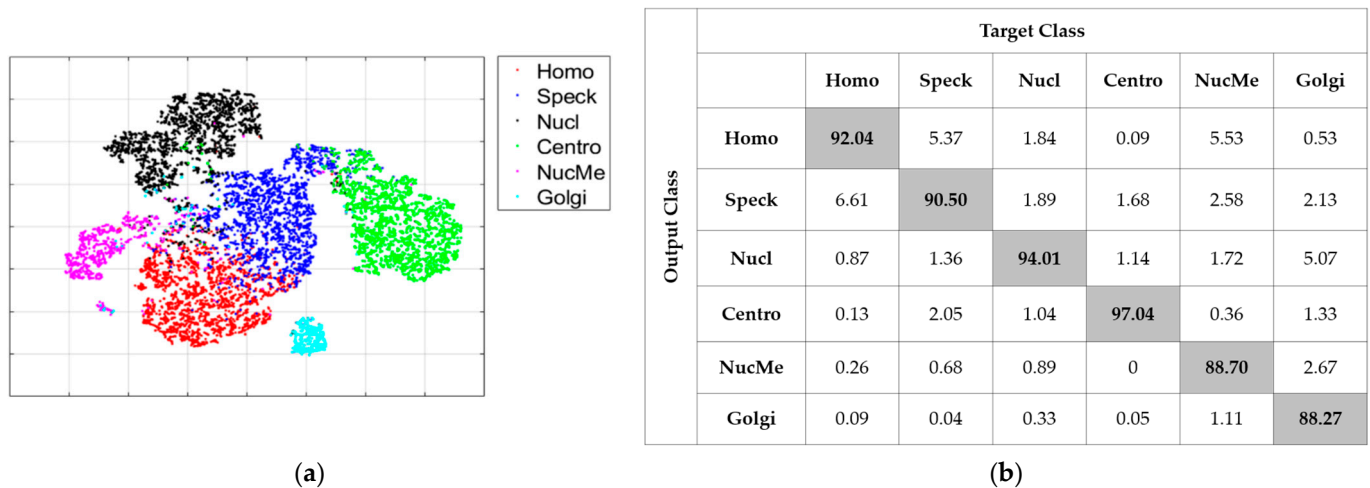 Homo
Speck
Nucl
Centro
NucMe
Golgi
(a)
Output Class
Target Class
Homo Speck Nucl Centro NucMe Golgi
Homo 92.04 5.37 1.84 0.09 5.53 0.53
Speck 6.61 90.50 1.89 1.68 2.58 2.13
Nucl 0.87 1.36 94.01 1.14 1.72 5.07
Centro 0.13 2.05 1.04 97.04 0.36 1.33
NucMe 0.26 0.68 0.89 0 88.70 2.67
Golgi 0.09 0.04 0.33 0.05 1.11 88.27
(b)